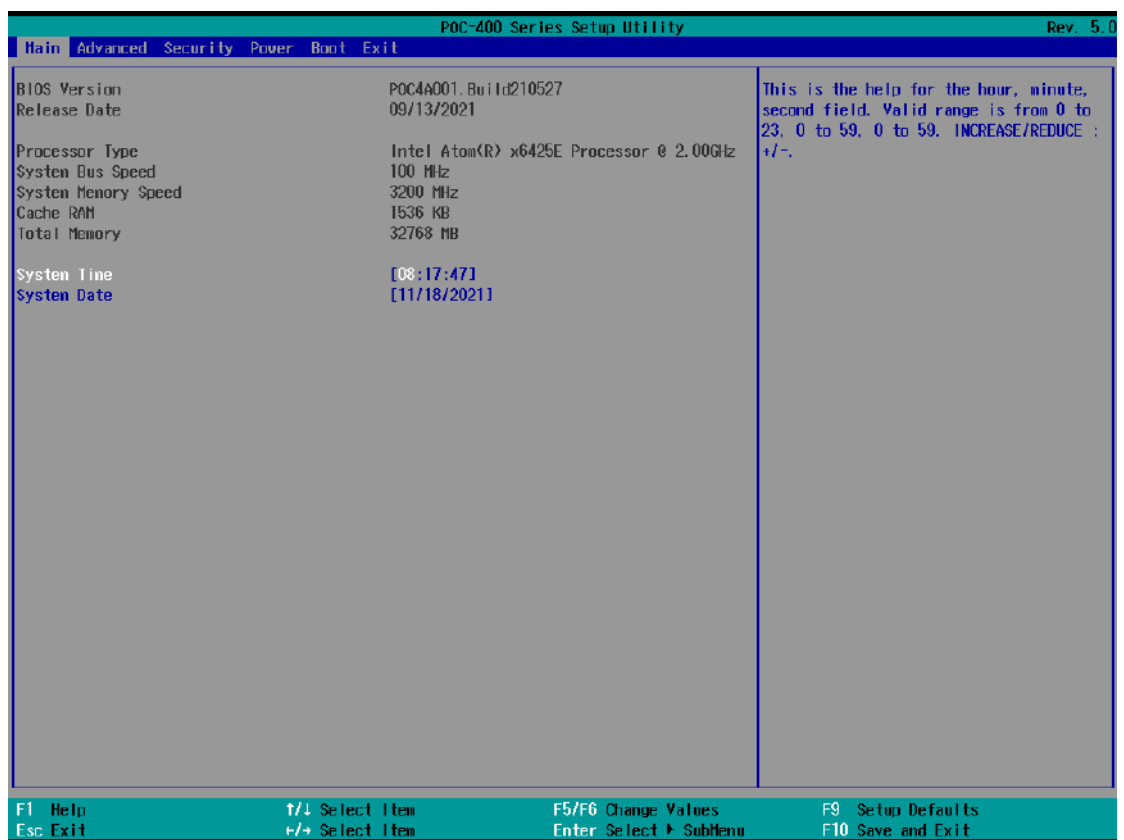 POC-400 Series Setup Utility Rev. 5.0
Main Advanced Security Power Boot Exit
BIOS Version POC4A001.Build210527
Release Date 09/13/2021
Processor Type Intel Atom(R) x6425E Processor @ 2.00GHz
System Bus Speed 100 MHz
System Memory Speed 3200 MHz
Cache RAM 1536 KB
Total Memory 32768 MB
System Time [08:17:47]
System Date [11/18/2021]
This is the help for the hour, minute,
second field. Valid range is from 0 to
23, 0 to 59, 0 to 59. INCREASE/REDUCE :
+/-.
F1 Help ↑/↓ Select Item F5/F6 Change Values F9 Setup Defaults
Esc Exit ←/→ Select Item Enter Select ▶ SubMenu F10 Save and Exit